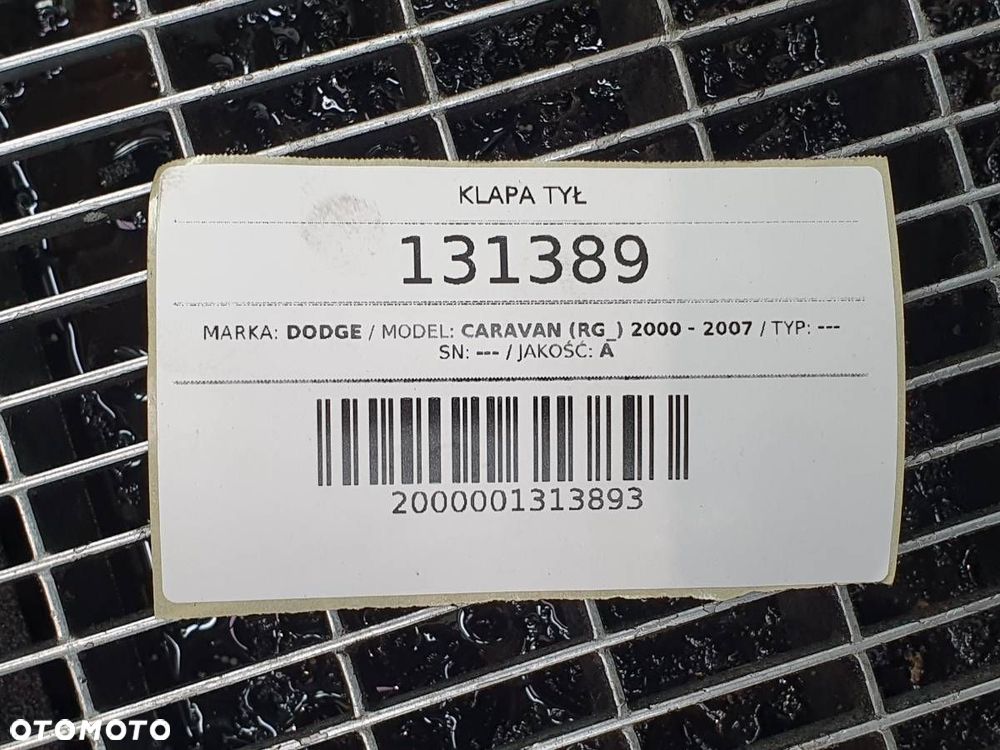 KLAPA TYŁ
131389
MARKA: DODGE / MODEL: CARAVAN (RG_) 2000 - 2007 / TYP: ---
SN: --- / JAKOŚĆ: A
2000001313893
OTOMOTO